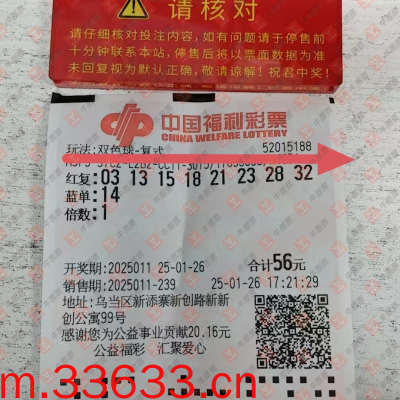 请核对
请仔细核对投注内容，如有问题请于停售前
十分钟联系本站，停售后将以票面数据为准
未回复视为默认正确，敬请谅解！祝君中奖！
中国福利彩票
CHINA WELFARE LOTTERY
玩法：双色球-复式 52015188
红复：03 13 15 18 21 23 28 32
蓝单：14
倍数：1
开奖期：2025011 25-01-26 合计56元
销售期：2025011-239 25-01-26 17:21:29
地址：乌当区新添寨新创路新新
创公寓99号
感谢您为公益事业贡献20.16元
公益福彩 汇聚爱心
m.33633.cn